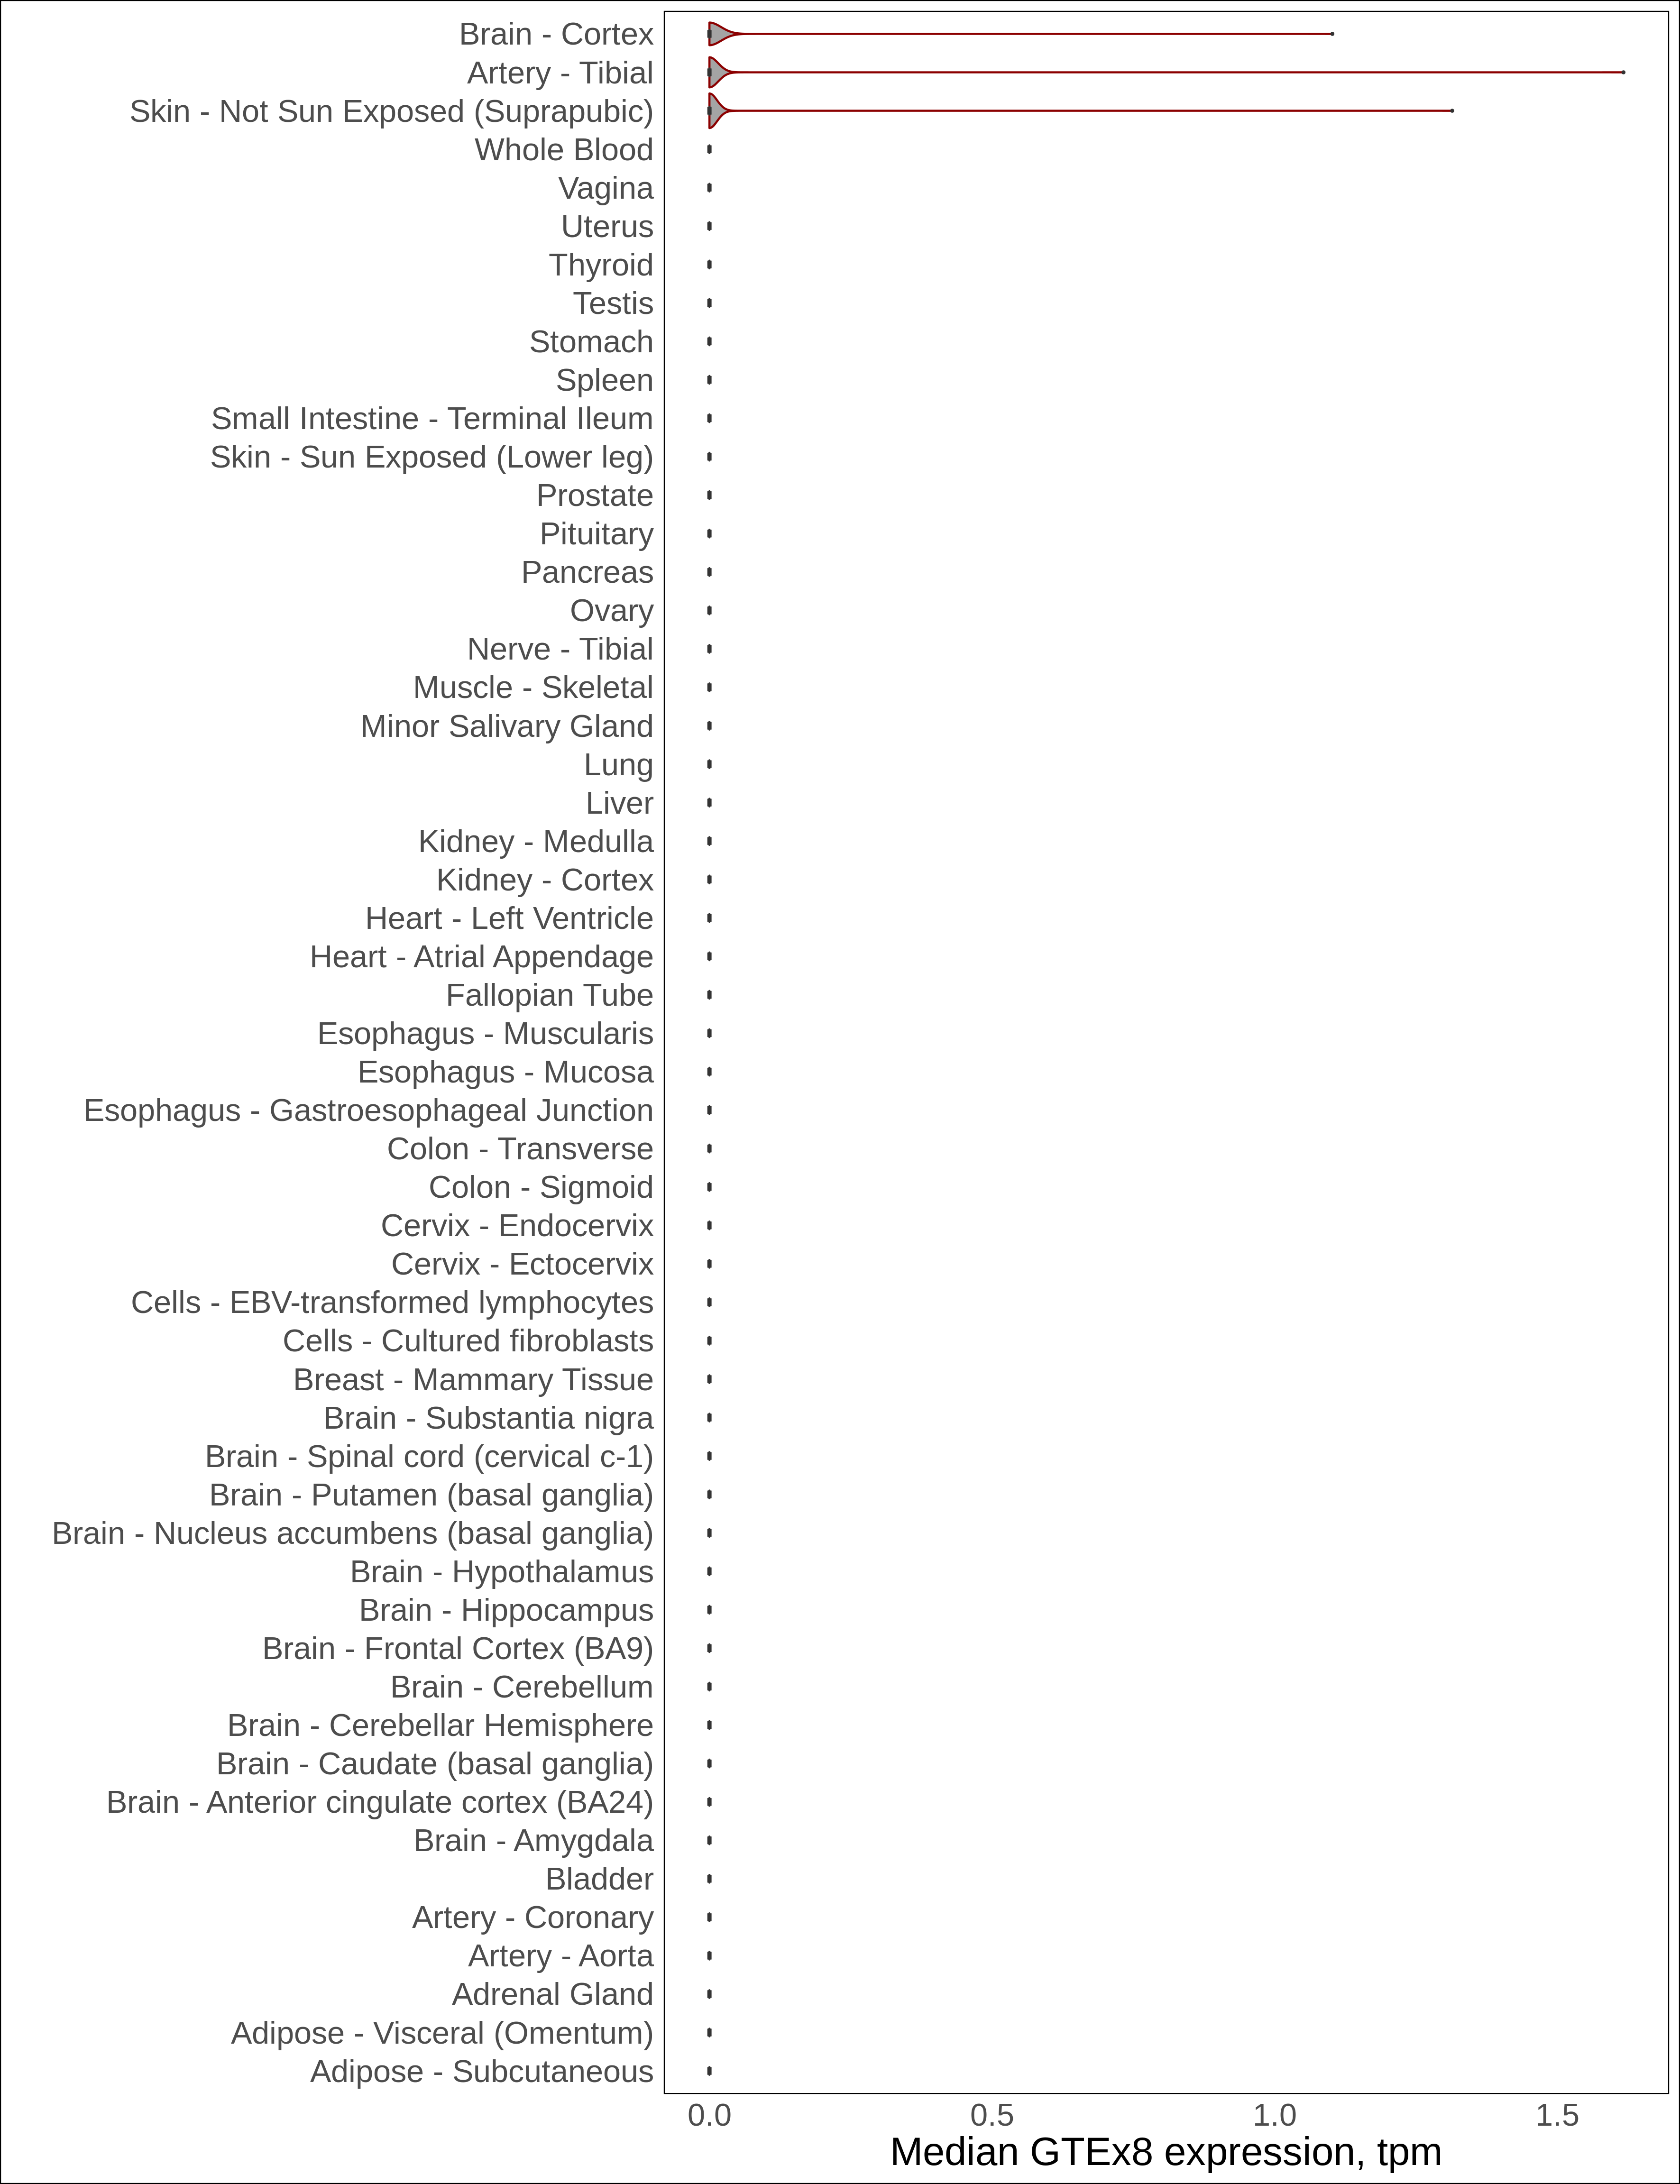 Brain - Cortex
Artery - Tibial
Skin - Not Sun Exposed (Suprapubic)
Whole Blood
Vagina
Uterus
Thyroid
Testis
Stomach
Spleen
Small Intestine - Terminal Ileum
Skin - Sun Exposed (Lower leg)
Prostate
Pituitary
Pancreas
Ovary
Nerve - Tibial
Muscle - Skeletal
Minor Salivary Gland
Lung
Liver
Kidney - Medulla
Kidney - Cortex
Heart - Left Ventricle
Heart - Atrial Appendage
Fallopian Tube
Esophagus - Muscularis
Esophagus - Mucosa
Esophagus - Gastroesophageal Junction
Colon - Transverse
Colon - Sigmoid
Cervix - Endocervix
Cervix - Ectocervix
Cells - EBV-transformed lymphocytes
Cells - Cultured fibroblasts
Breast - Mammary Tissue
Brain - Substantia nigra
Brain - Spinal cord (cervical c-1)
Brain - Putamen (basal ganglia)
Brain - Nucleus accumbens (basal ganglia)
Brain - Hypothalamus
Brain - Hippocampus
Brain - Frontal Cortex (BA9)
Brain - Cerebellum
Brain - Cerebellar Hemisphere
Brain - Caudate (basal ganglia)
Brain - Anterior cingulate cortex (BA24)
Brain - Amygdala
Bladder
Artery - Coronary
Artery - Aorta
Adrenal Gland
Adipose - Visceral (Omentum)
Adipose - Subcutaneous
0.0 0.5 1.0 1.5
Median GTEx8 expression, tpm